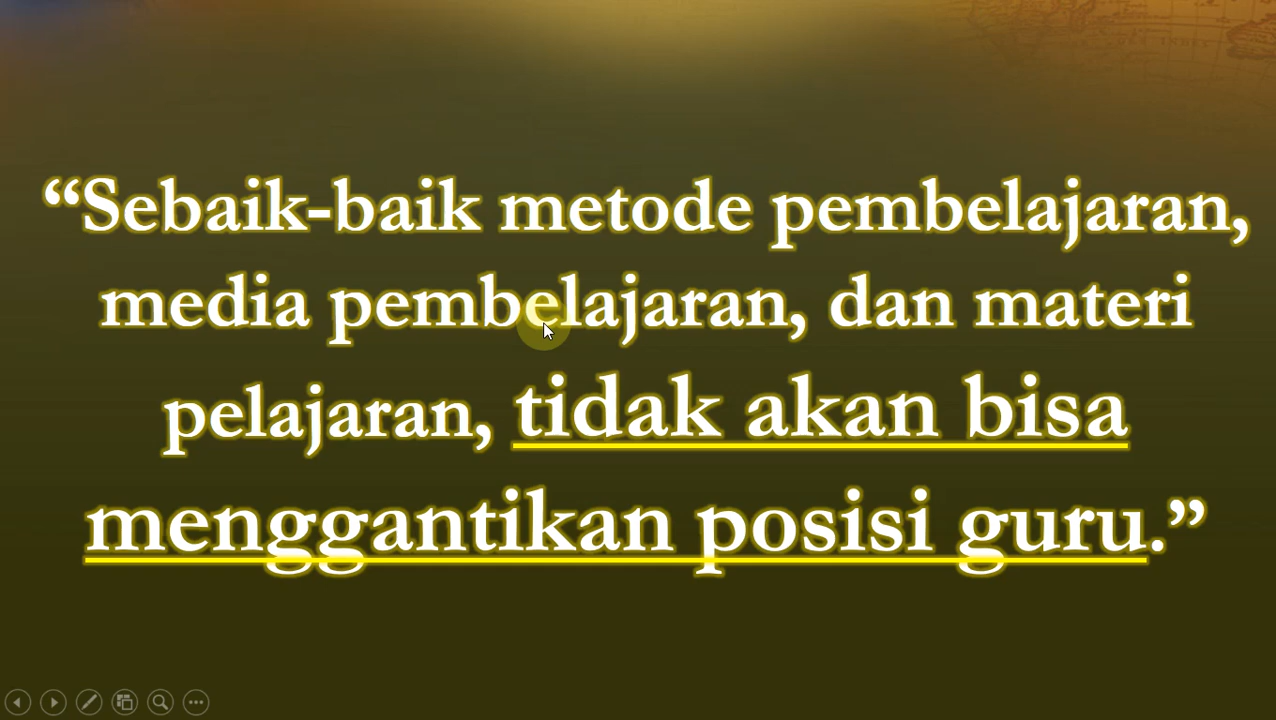 “Sebaik-baik metode pembelajaran,
media pembelajaran, dan materi
pelajaran, tidak akan bisa
menggantikan posisi guru.”